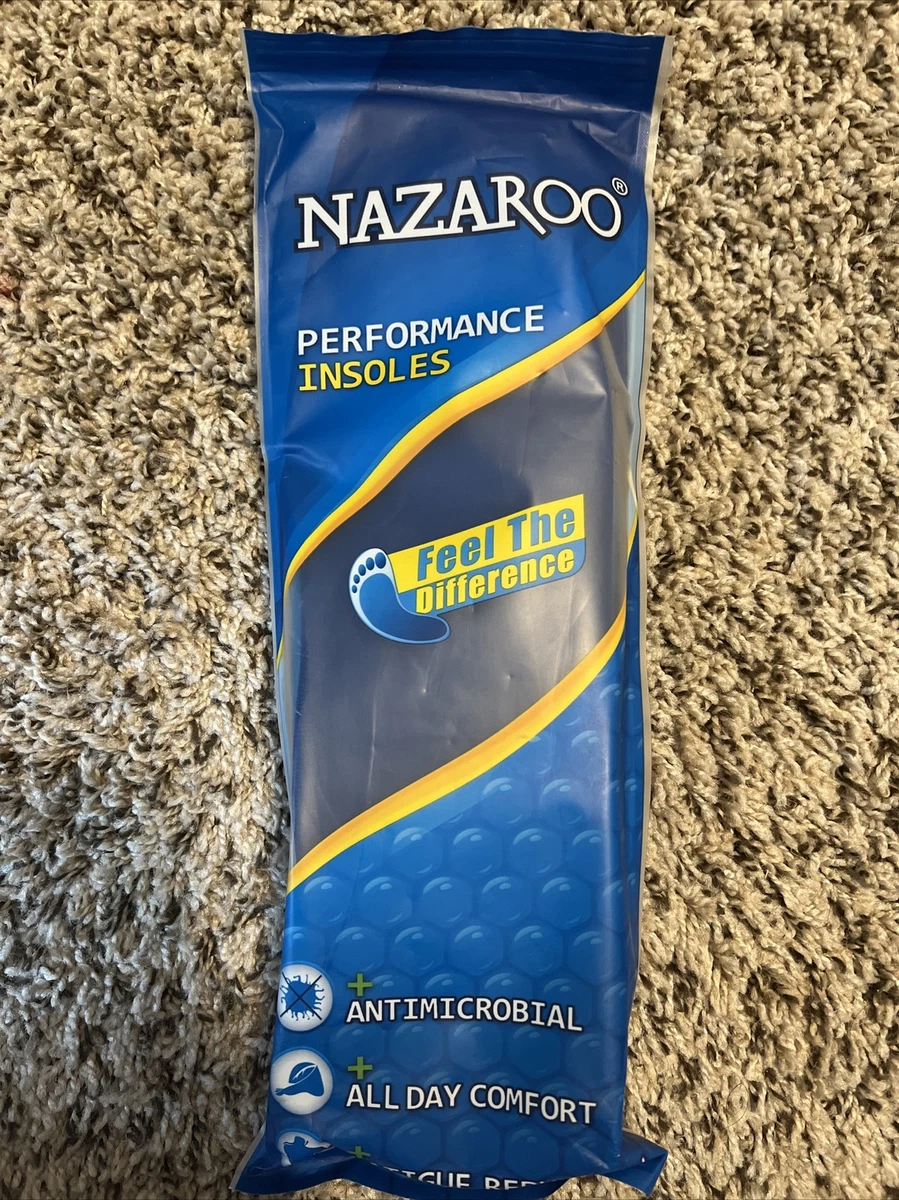 NAZAROO®
PERFORMANCE
INSOLES
Feel The
Difference
+
ANTIMICROBIAL
+
ALL DAY COMFORT
+